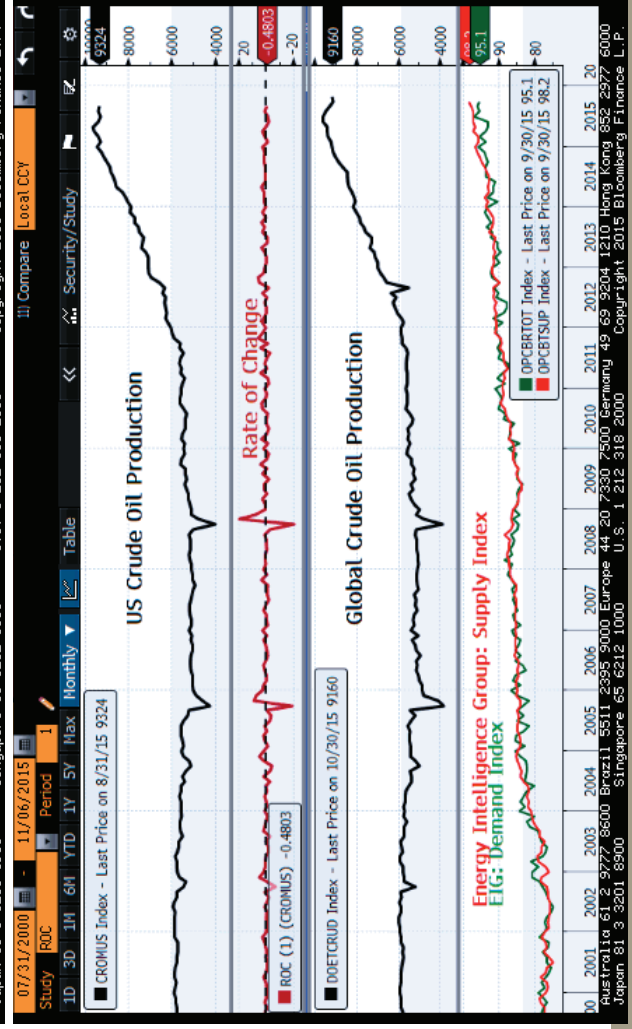 07/31/2000 - 11/06/2015 11) Compare Local CCY
Study ROC Period 1
1D 3D 1M 6M YTD 1Y 5Y Max Monthly ▼ Table « Security/Study
CROMUS Index - Last Price on 8/31/15 9324
US Crude Oil Production
9324
8000
6000
4000
Rate of Change
ROC (1) (CROMUS) -0.4803
20
-0.4803
-20
DOETCRUD Index - Last Price on 10/30/15 9160
Global Crude Oil Production
9160
8000
6000
4000
Energy Intelligence Group: Supply Index
EIG: Demand Index
95.1
90
80
OPCBRTOT Index - Last Price on 9/30/15 95.1
OPCBTSUP Index - Last Price on 9/30/15 98.2
00 2001 2002 2003 2004 2005 2006 2007 2008 2009 2010 2011 2012 2013 2014 2015 20
Australia 61 2 9777 8600 Brazil 5511 2395 9000 Europe 44 20 7330 7500 Germany 49 69 9204 1210 Hong Kong 852 2977 6000
Japan 81 3 3201 8900 Singapore 65 6212 1000 U.S. 1 212 318 2000 Copyright 2015 Bloomberg Finance L.P.